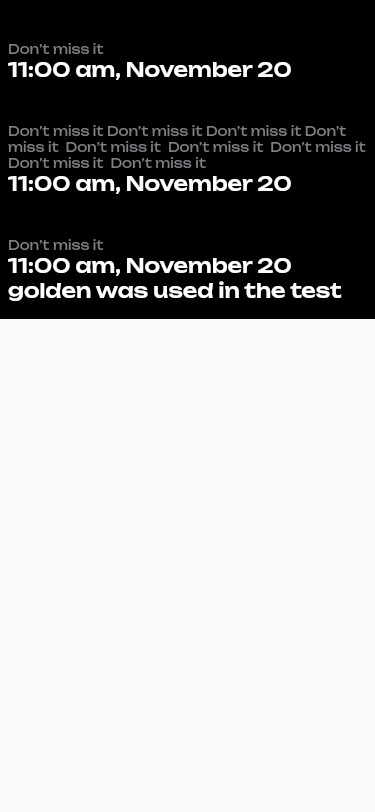 Don't miss it
11:00 am, November 20
Don't miss it Don't miss it Don't miss it Don't
miss it  Don't miss it  Don't miss it  Don't miss it
Don't miss it  Don't miss it
11:00 am, November 20
Don't miss it
11:00 am, November 20
golden was used in the test